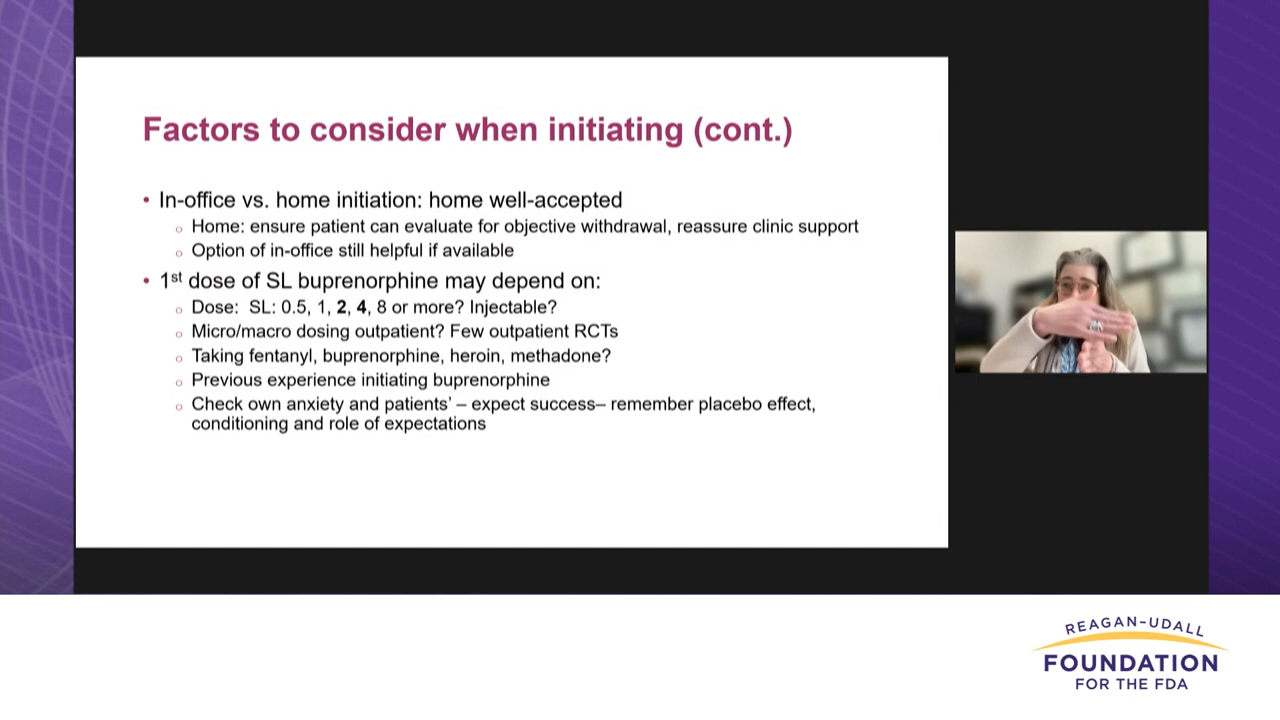 Factors to consider when initiating (cont.)
• In-office vs. home initiation: home well-accepted
○ Home: ensure patient can evaluate for objective withdrawal, reassure clinic support
○ Option of in-office still helpful if available
• 1st dose of SL buprenorphine may depend on:
○ Dose:  SL: 0.5, 1, 2, 4, 8 or more? Injectable?
○ Micro/macro dosing outpatient? Few outpatient RCTs
○ Taking fentanyl, buprenorphine, heroin, methadone?
○ Previous experience initiating buprenorphine
○ Check own anxiety and patients’ – expect success– remember placebo effect,
conditioning and role of expectations
REAGAN-UDALL
FOUNDATION
FOR THE FDA